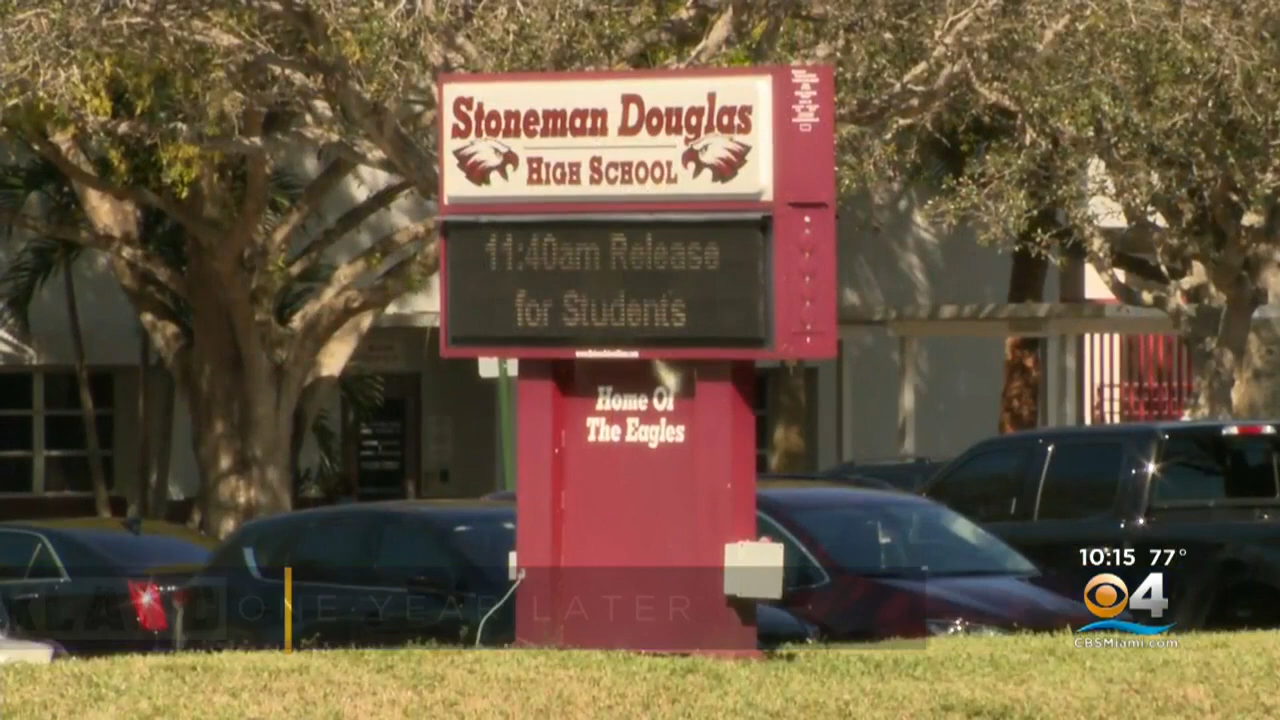 Stoneman Douglas
HIGH SCHOOL
11:40am Release
for Students
Home Of
The Eagles
ONE YEAR LATER
10:15 77°
4
CBSMiami.com